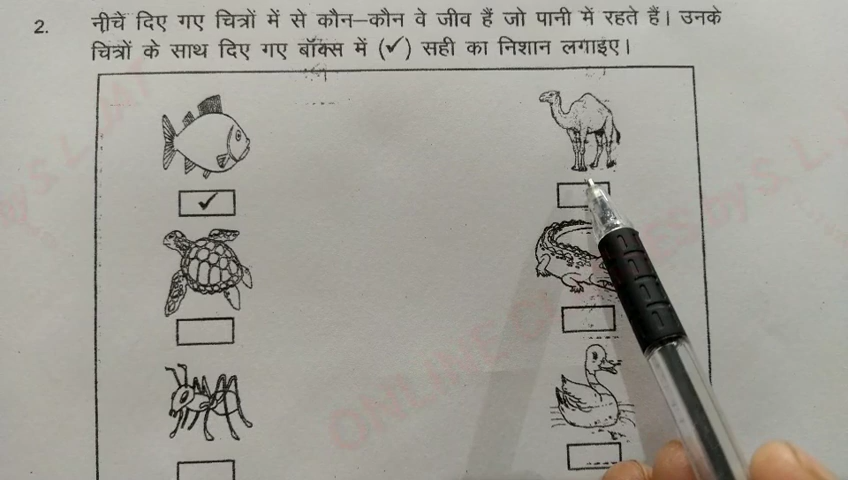 2. नीचे दिए गए चित्रों में से कौन–कौन वे जीव हैं जो पानी में रहते हैं। उनके
चित्रों के साथ दिए गए बॉक्स में (✓) सही का निशान लगाइए।
✓